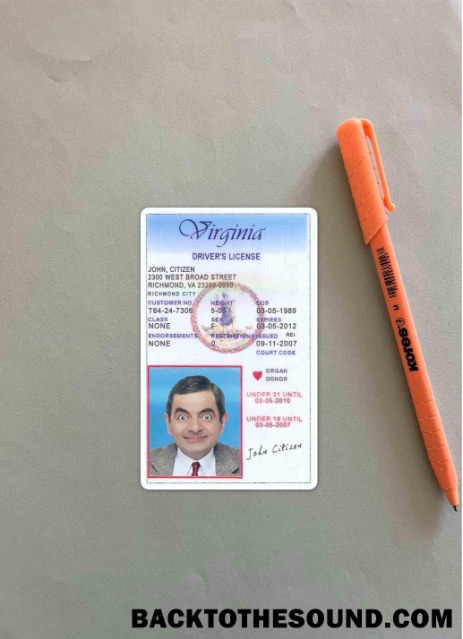 Virginia
DRIVER'S LICENSE
JOHN, CITIZEN
2300 WEST BROAD STREET
RICHMOND, VA 23269-0000
RICHMOND CITY
CUSTOMER NO. HEIGHT DOB
T64-24-7306 5-03 03-05-1989
CLASS SEX EXPIRES
NONE 03-05-2012
ENDORSEMENTS RESTRICTIONS ISSUED REI
NONE 0 09-11-2007
COURT CODE
ORGAN
DONOR
UNDER 21 UNTIL
03-05-2010
UNDER 18 UNTIL
03-05-2007
John Citizen
kores
M
BACKTOTHESOUND.COM